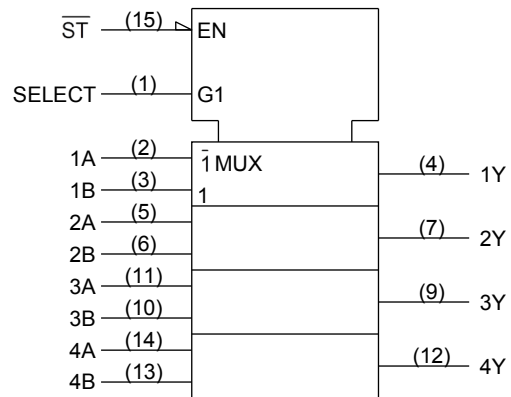 S̅T̅ (15) EN
SELECT (1) G1
1A (2) 1̅ MUX (4) 1Y
1B (3) 1
2A (5) (7) 2Y
2B (6)
3A (11) (9) 3Y
3B (10)
4A (14) (12) 4Y
4B (13)